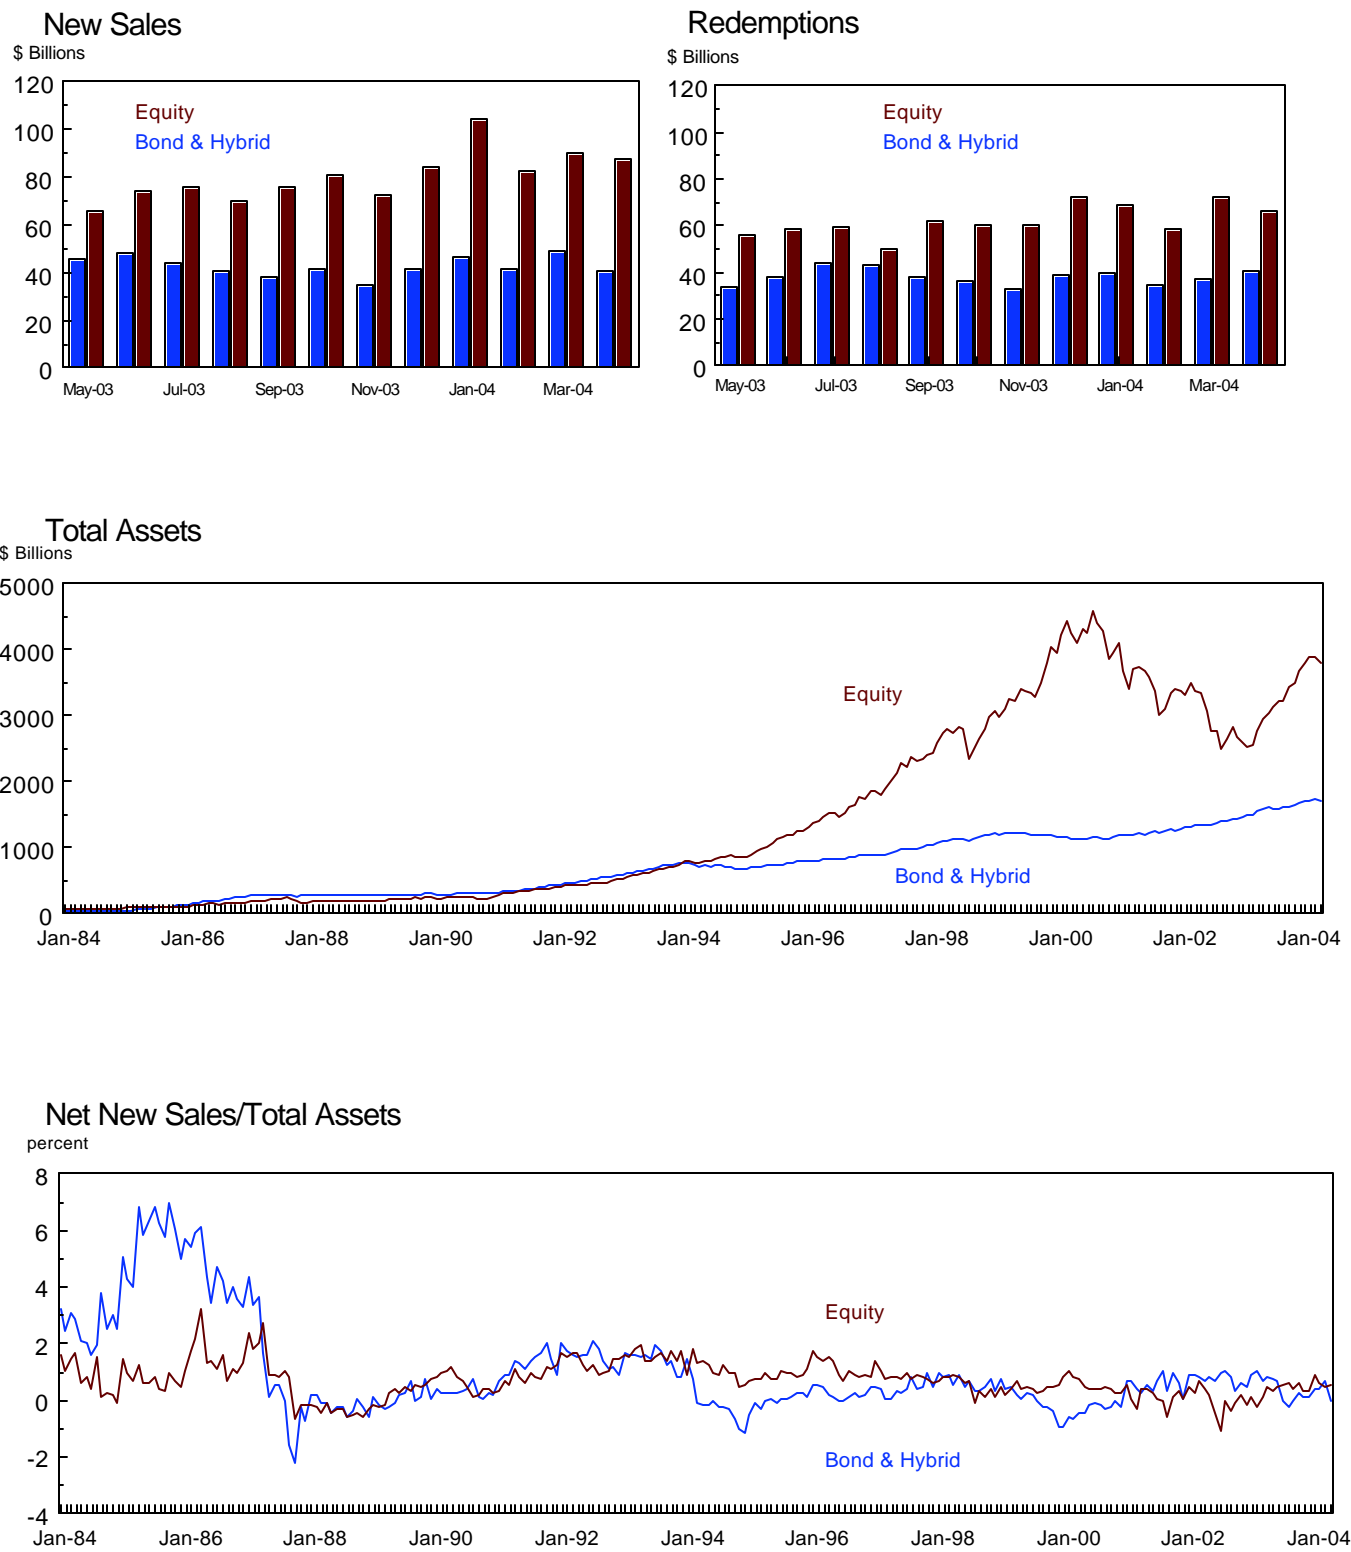 New Sales
$ Billions
120
100
80
60
40
20
0
Equity
Bond & Hybrid
May-03 Jul-03 Sep-03 Nov-03 Jan-04 Mar-04
Redemptions
$ Billions
120
100
80
60
40
20
0
Equity
Bond & Hybrid
May-03 Jul-03 Sep-03 Nov-03 Jan-04 Mar-04
Total Assets
$ Billions
5000
4000
3000
2000
1000
0
Equity
Bond & Hybrid
Jan-84 Jan-86 Jan-88 Jan-90 Jan-92 Jan-94 Jan-96 Jan-98 Jan-00 Jan-02 Jan-04
Net New Sales/Total Assets
percent
8
6
4
2
0
-2
-4
Equity
Bond & Hybrid
Jan-84 Jan-86 Jan-88 Jan-90 Jan-92 Jan-94 Jan-96 Jan-98 Jan-00 Jan-02 Jan-04